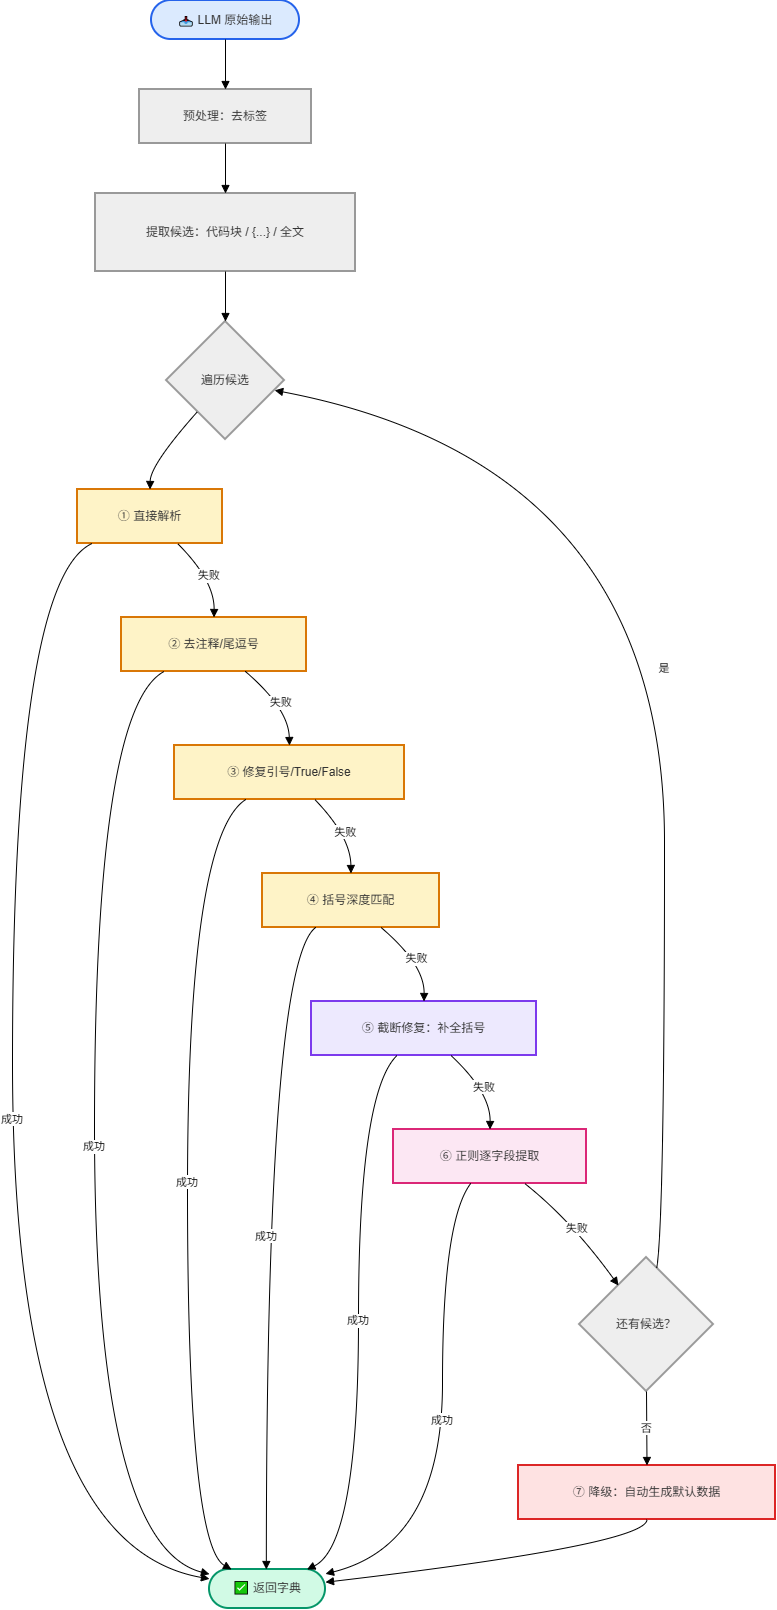 📥 LLM 原始输出
预处理：去标签
提取候选：代码块 / {...} / 全文
遍历候选
① 直接解析
失败
② 去注释/尾逗号
是
失败
③ 修复引号/True/False
失败
④ 括号深度匹配
失败
⑤ 截断修复：补全括号
失败
成功
成功
⑥ 正则逐字段提取
成功
失败
成功
成功
还有候选？
成功
否
⑦ 降级：自动生成默认数据
✅ 返回字典